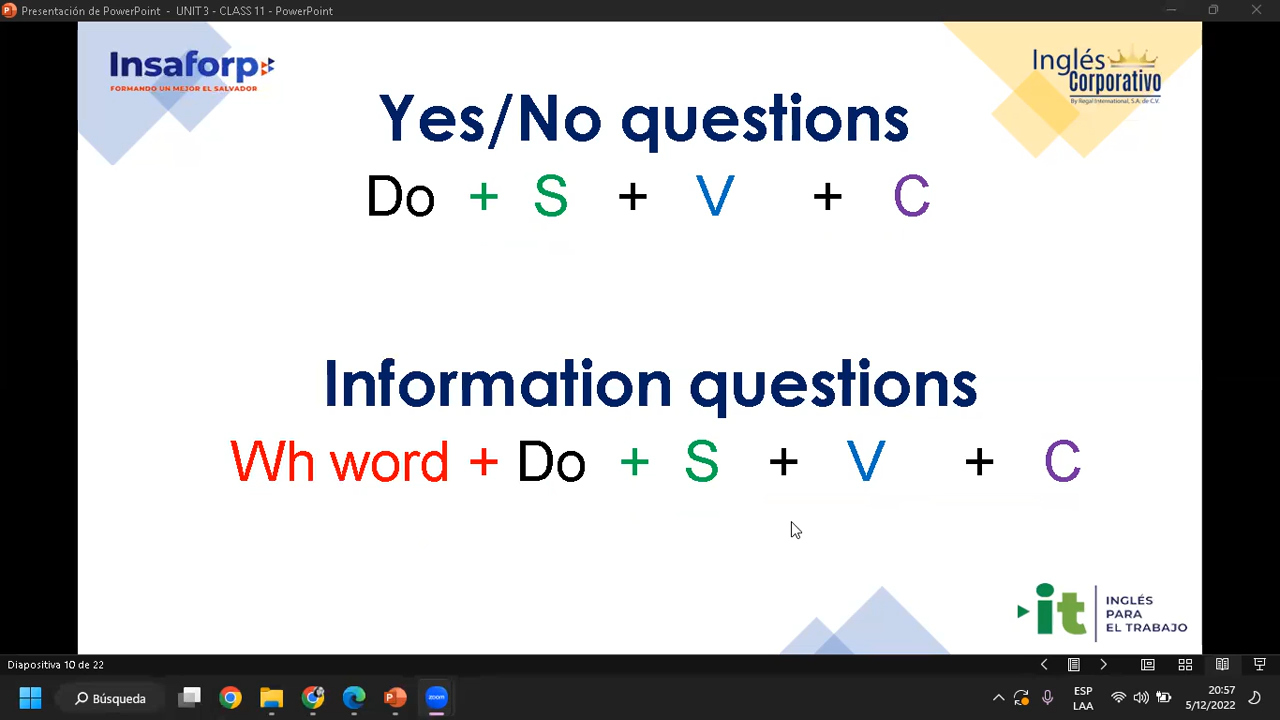 Presentación de PowerPoint - UNIT 3 - CLASS 11 - PowerPoint
Insaforp
FORMANDO UN MEJOR EL SALVADOR
Inglés
Corporativo
By Regal International, S.A. de C.V.
Yes/No questions
Do + S + V + C
Information questions
Wh word + Do + S + V + C
it
INGLÉS
PARA
EL TRABAJO
Diapositiva 10 de 22
Búsqueda
zoom
ESP
LAA
20:57
5/12/2022